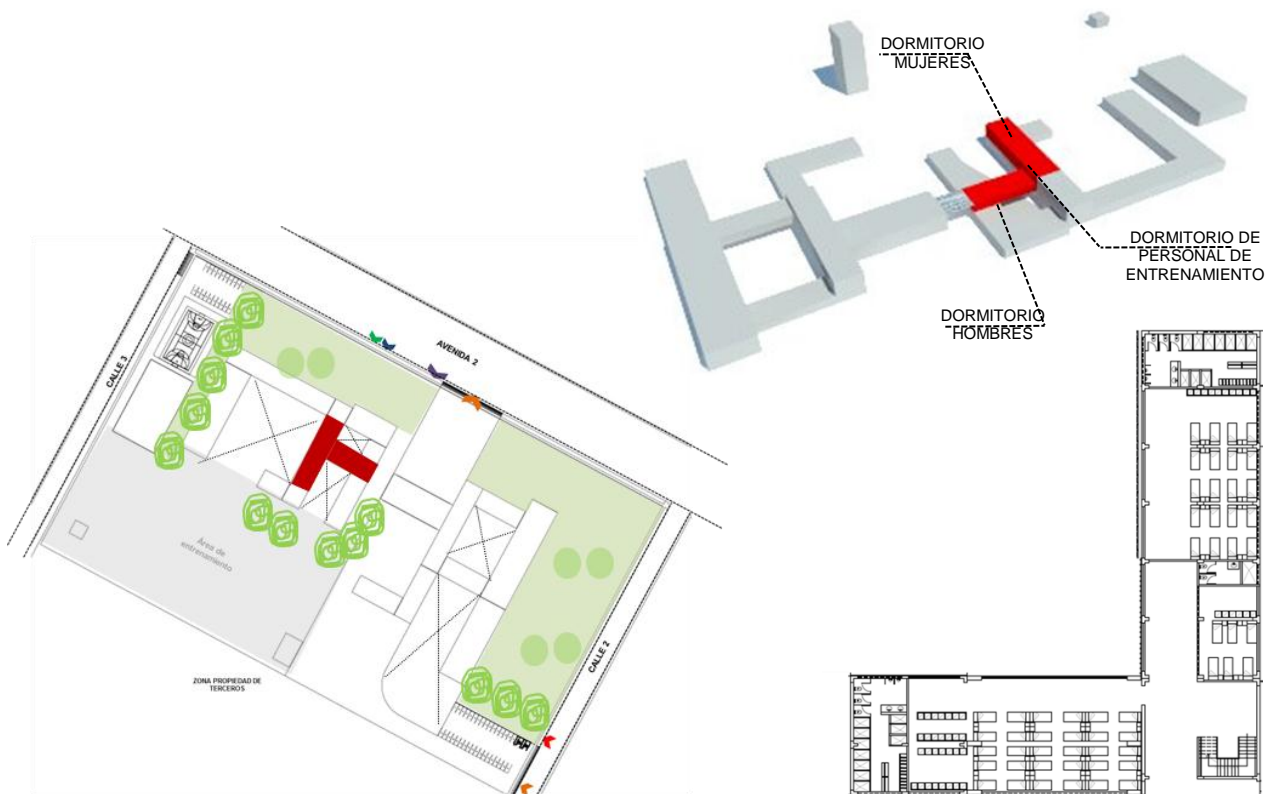 DORMITORIO
MUJERES
DORMITORIO DE
PERSONAL DE
ENTRENAMIENTO
DORMITORIO
HOMBRES
AVENIDA 2
CALLE 3
Área de
entrenamiento
CALLE 2
ZONA PROPIEDAD DE
TERCEROS